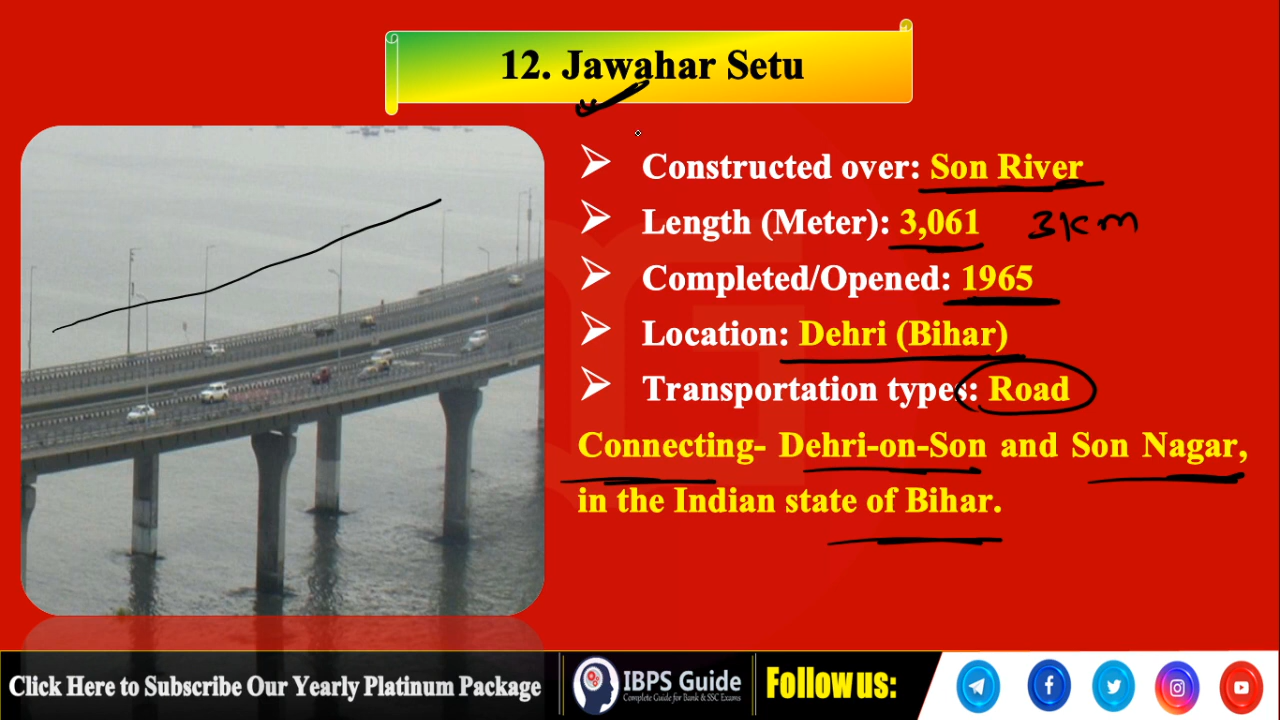 12. Jawahar Setu
Constructed over: Son River
Length (Meter): 3,061 3km
Completed/Opened: 1965
Location: Dehri (Bihar)
Transportation types: Road
Connecting- Dehri-on-Son and Son Nagar,
in the Indian state of Bihar.
Click Here to Subscribe Our Yearly Platinum Package
IBPS Guide
Complete Guide for Bank & SSC Exams
Follow us: